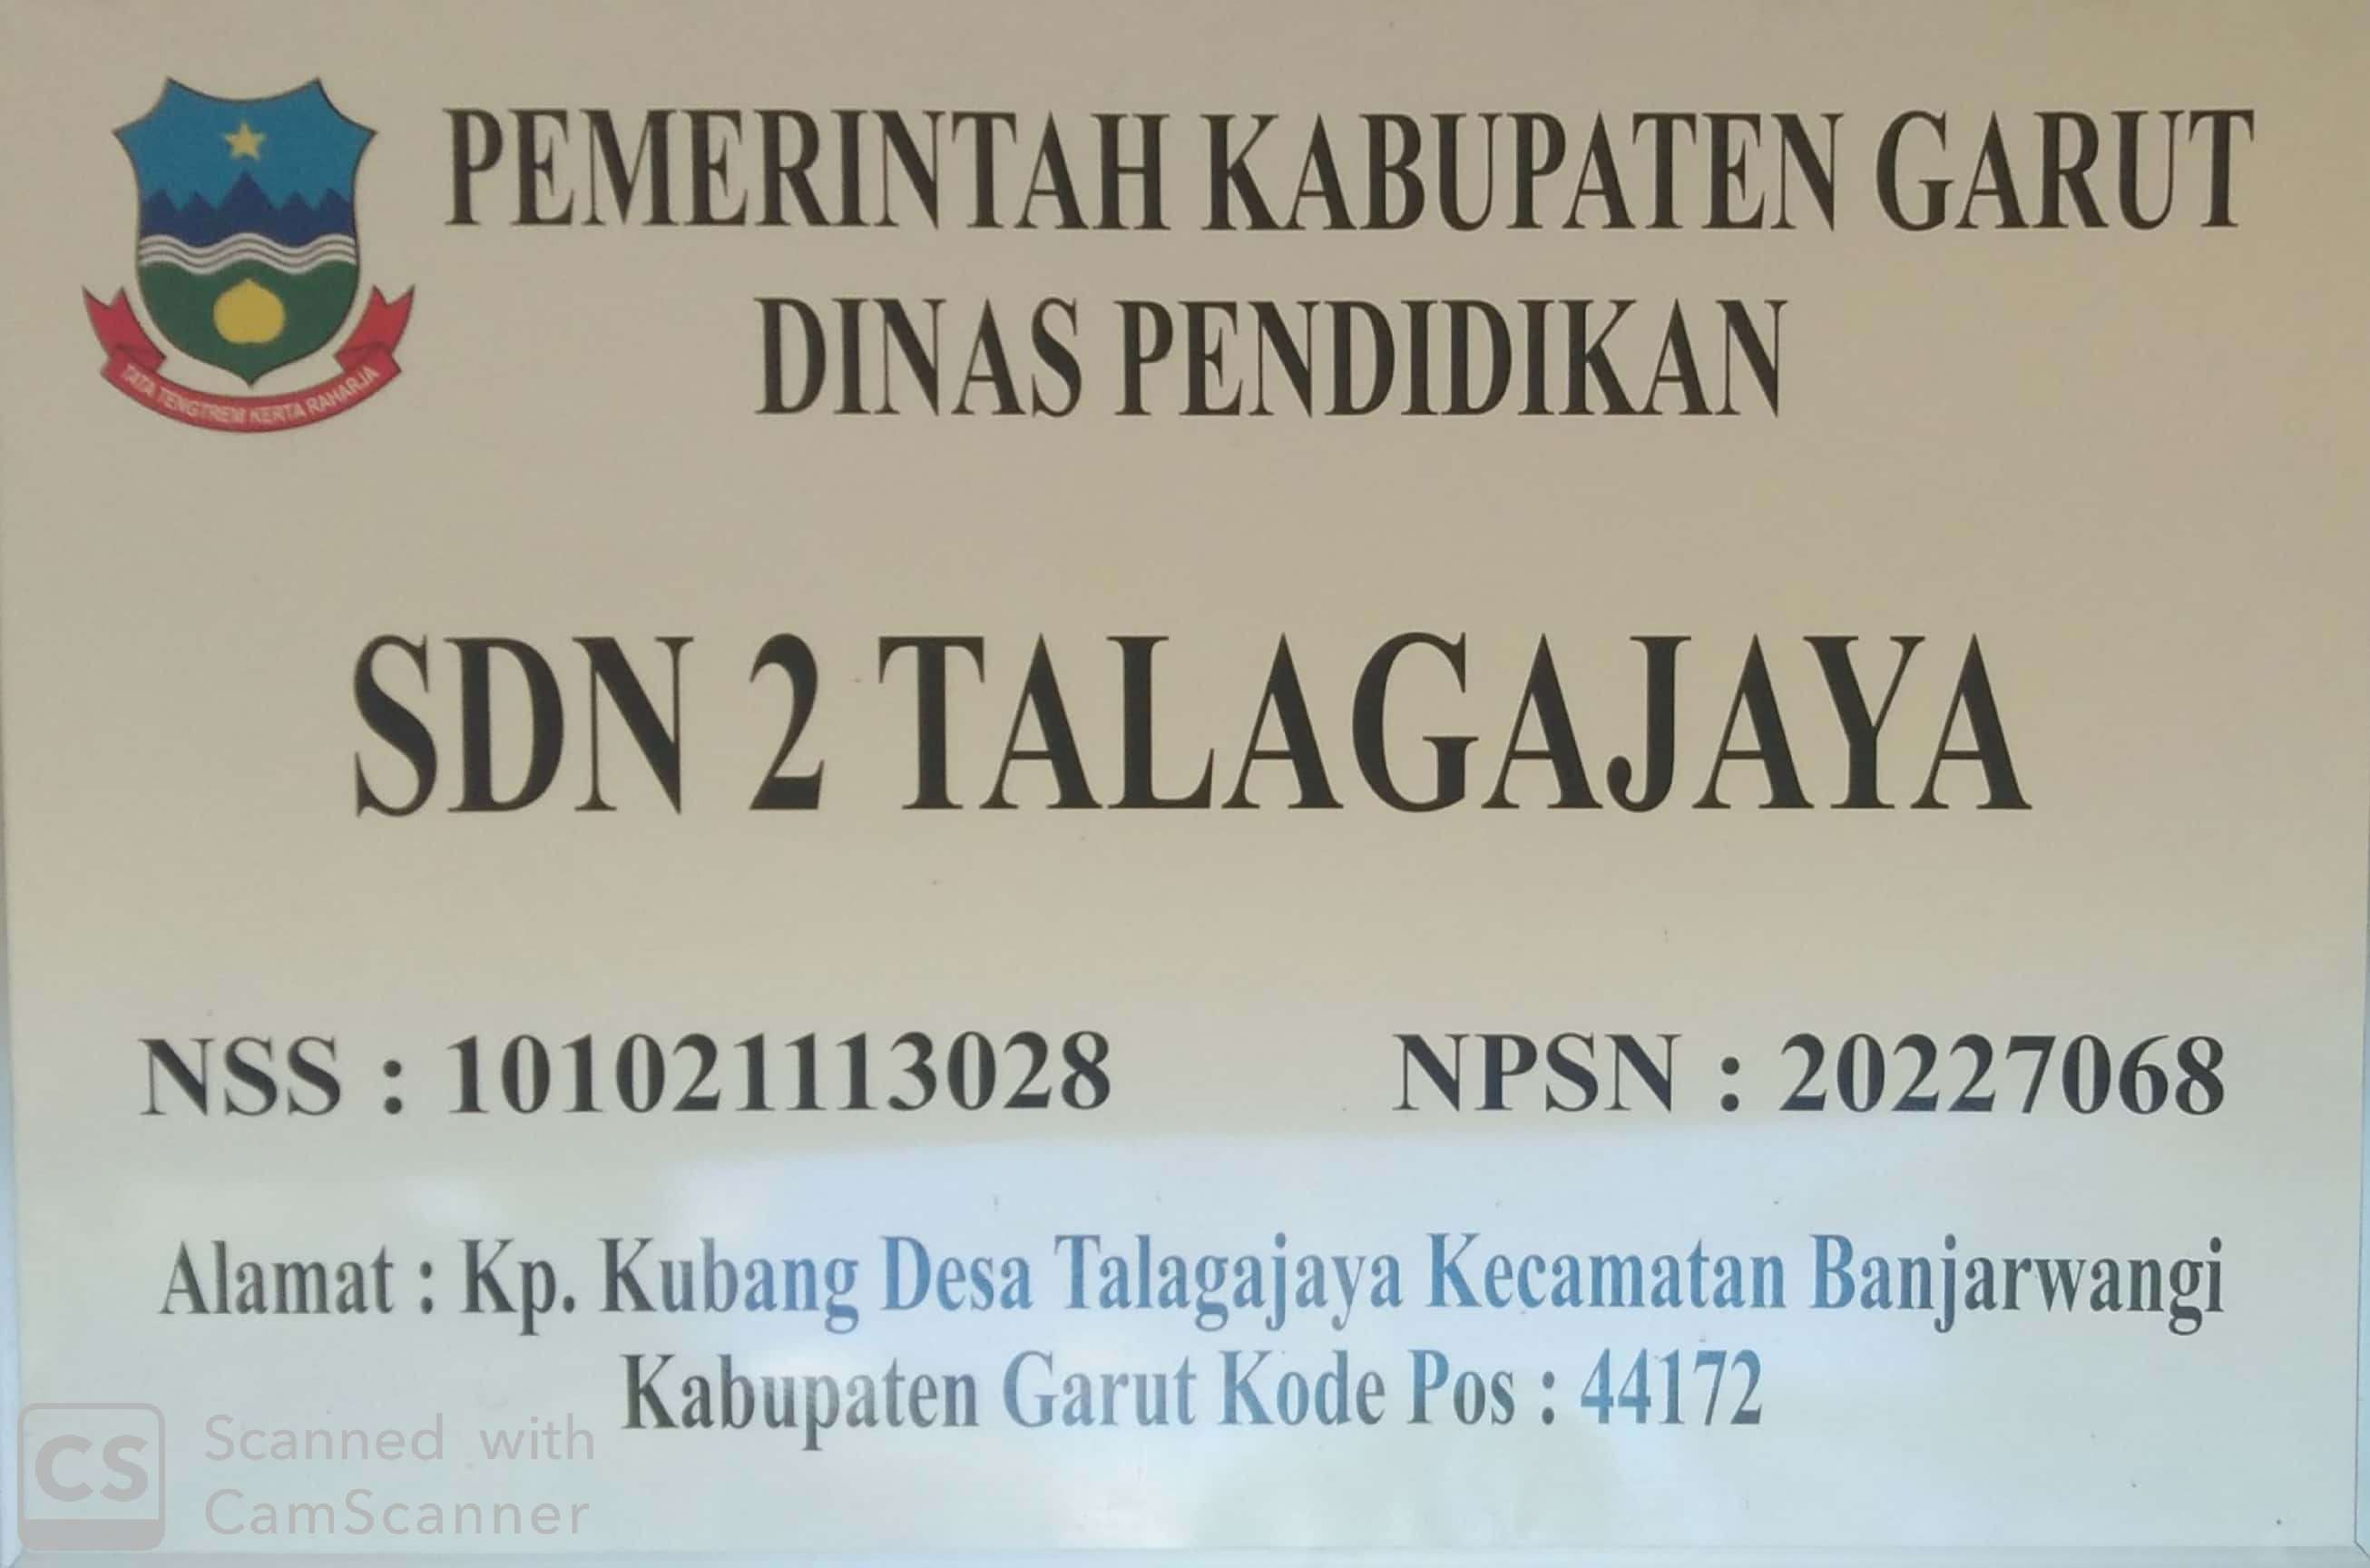 PEMERINTAH KABUPATEN GARUT
DINAS PENDIDIKAN
TATA TENGTREM KERTA RAHARJA
SDN 2 TALAGAJAYA
NSS : 101021113028 NPSN : 20227068
Alamat : Kp. Kubang Desa Talagajaya Kecamatan Banjarwangi
Kabupaten Garut Kode Pos : 44172
CS Scanned with
CamScanner